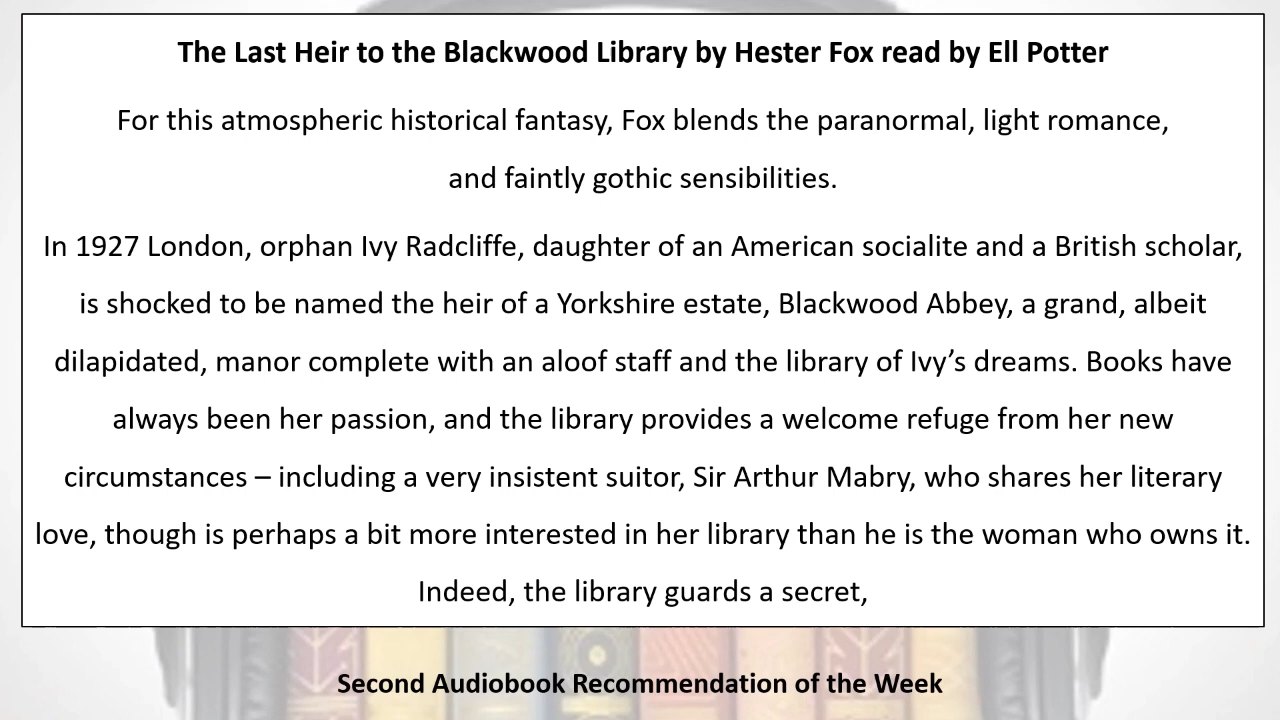 The Last Heir to the Blackwood Library by Hester Fox read by Ell Potter
For this atmospheric historical fantasy, Fox blends the paranormal, light romance,
and faintly gothic sensibilities.
In 1927 London, orphan Ivy Radcliffe, daughter of an American socialite and a British scholar,
is shocked to be named the heir of a Yorkshire estate, Blackwood Abbey, a grand, albeit
dilapidated, manor complete with an aloof staff and the library of Ivy’s dreams. Books have
always been her passion, and the library provides a welcome refuge from her new
circumstances – including a very insistent suitor, Sir Arthur Mabry, who shares her literary
love, though is perhaps a bit more interested in her library than he is the woman who owns it.
Indeed, the library guards a secret,
Second Audiobook Recommendation of the Week